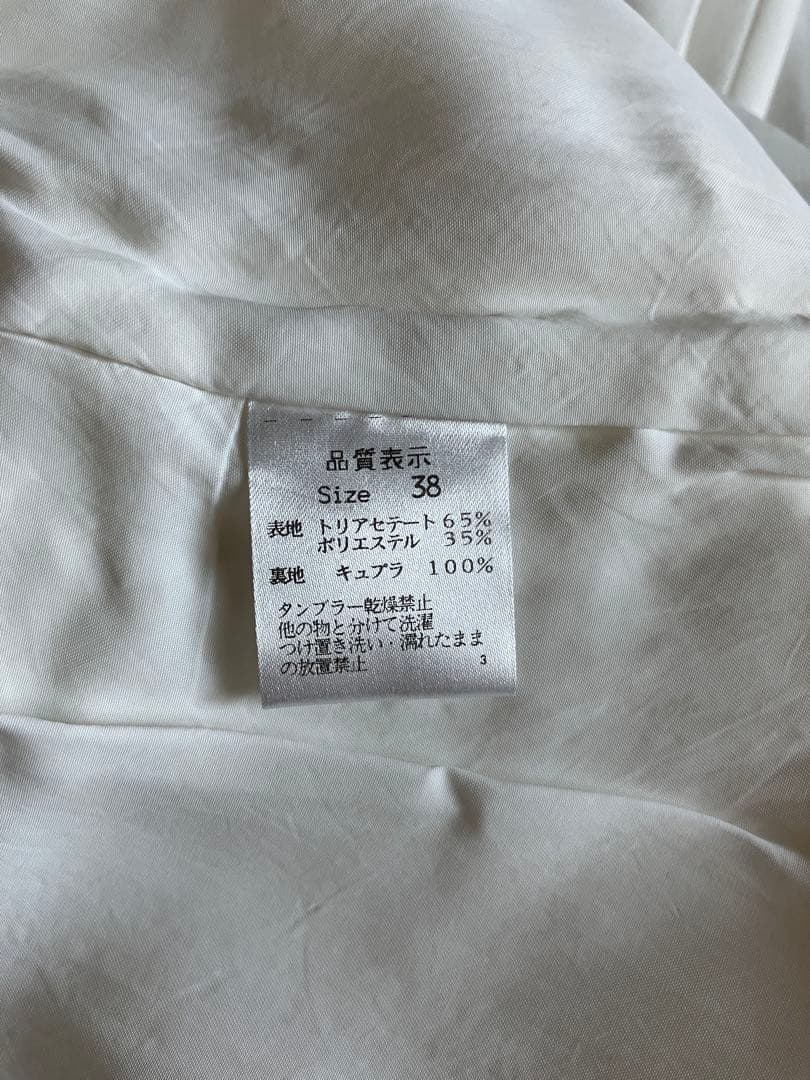 品質表示
Size 38
表地 トリアセテート 65%
ポリエステル 35%
裏地 キュプラ 100%
タンブラー乾燥禁止
他の物と分けて洗濯
つけ置き洗い・濡れたまま
の放置禁止 3